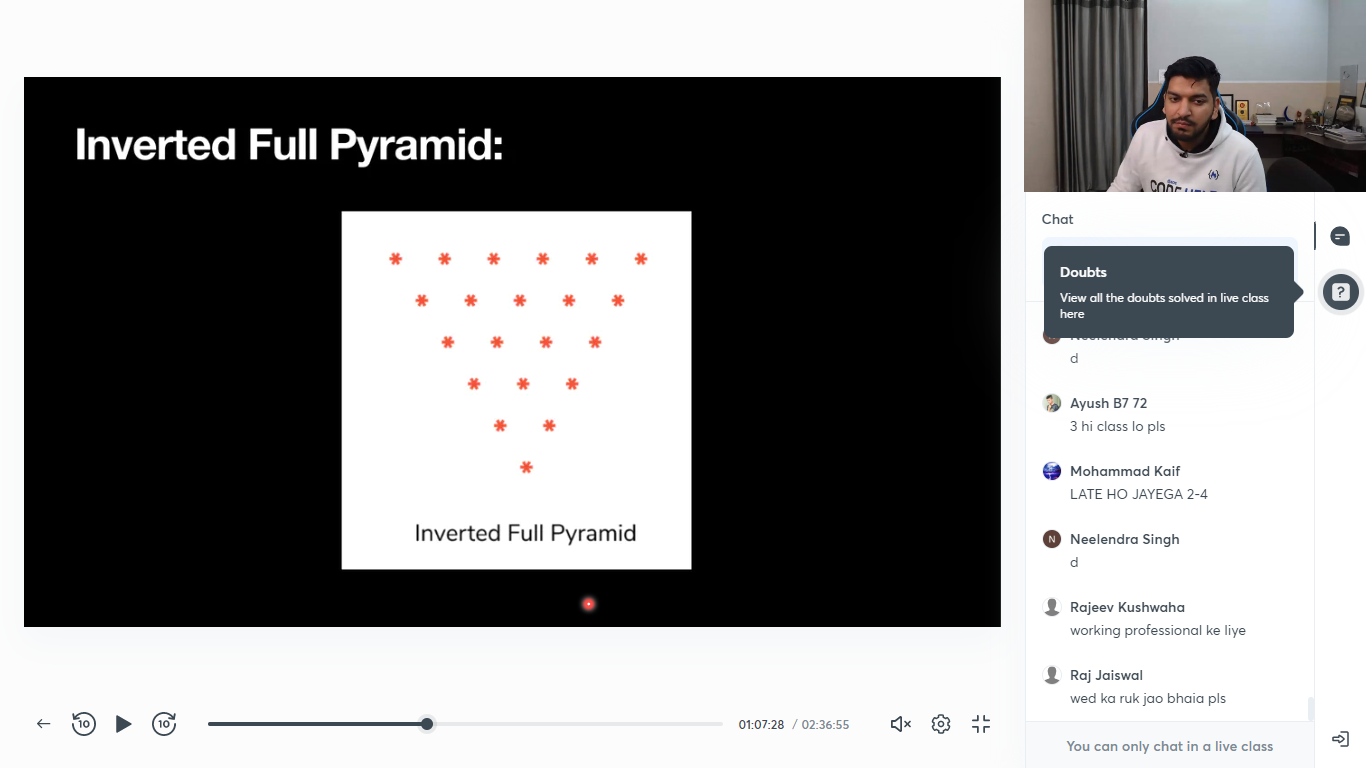 Inverted Full Pyramid:
* * * * * *
* * * * *
* * * *
* * *
* *
*
Inverted Full Pyramid
10
10
01:07:28 / 02:36:55
CODE HELP
Chat
Doubts
View all the doubts solved in live class
here
?
Neelendra Singh
d
Ayush B7 72
3 hi class lo pls
Mohammad Kaif
LATE HO JAYEGA 2-4
N
Neelendra Singh
d
Rajeev Kushwaha
working professional ke liye
Raj Jaiswal
wed ka ruk jao bhaia pls
You can only chat in a live class